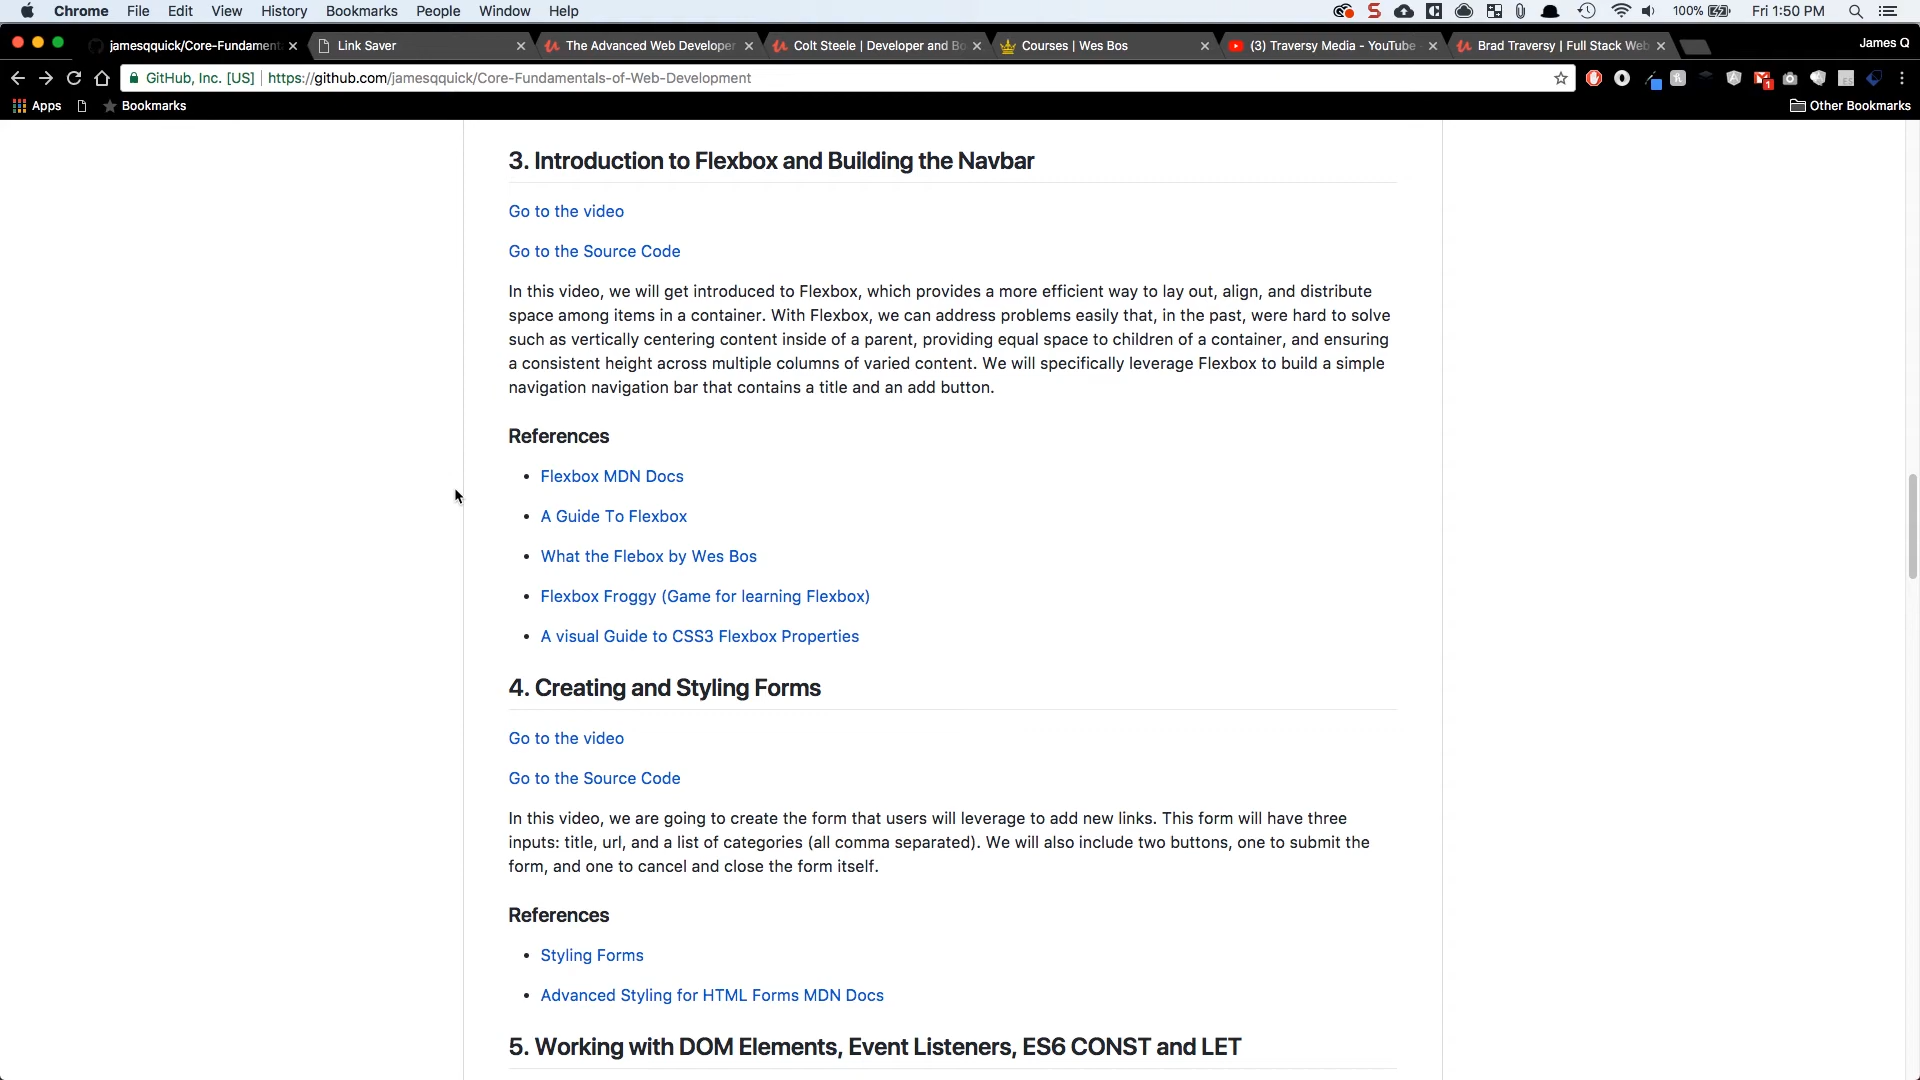 Chrome File Edit View History Bookmarks People Window Help 100% Fri 1:50 PM
jamesqquick/Core-Fundament Link Saver The Advanced Web Developer Colt Steele | Developer and Bo Courses | Wes Bos (3) Traversy Media - YouTube Brad Traversy | Full Stack Web James Q
GitHub, Inc. [US] https://github.com/jamesqquick/Core-Fundamentals-of-Web-Development
Apps Bookmarks Other Bookmarks
3. Introduction to Flexbox and Building the Navbar
Go to the video
Go to the Source Code
In this video, we will get introduced to Flexbox, which provides a more efficient way to lay out, align, and distribute
space among items in a container. With Flexbox, we can address problems easily that, in the past, were hard to solve
such as vertically centering content inside of a parent, providing equal space to children of a container, and ensuring
a consistent height across multiple columns of varied content. We will specifically leverage Flexbox to build a simple
navigation navigation bar that contains a title and an add button.
References
• Flexbox MDN Docs
• A Guide To Flexbox
• What the Flebox by Wes Bos
• Flexbox Froggy (Game for learning Flexbox)
• A visual Guide to CSS3 Flexbox Properties
4. Creating and Styling Forms
Go to the video
Go to the Source Code
In this video, we are going to create the form that users will leverage to add new links. This form will have three
inputs: title, url, and a list of categories (all comma separated). We will also include two buttons, one to submit the
form, and one to cancel and close the form itself.
References
• Styling Forms
• Advanced Styling for HTML Forms MDN Docs
5. Working with DOM Elements, Event Listeners, ES6 CONST and LET